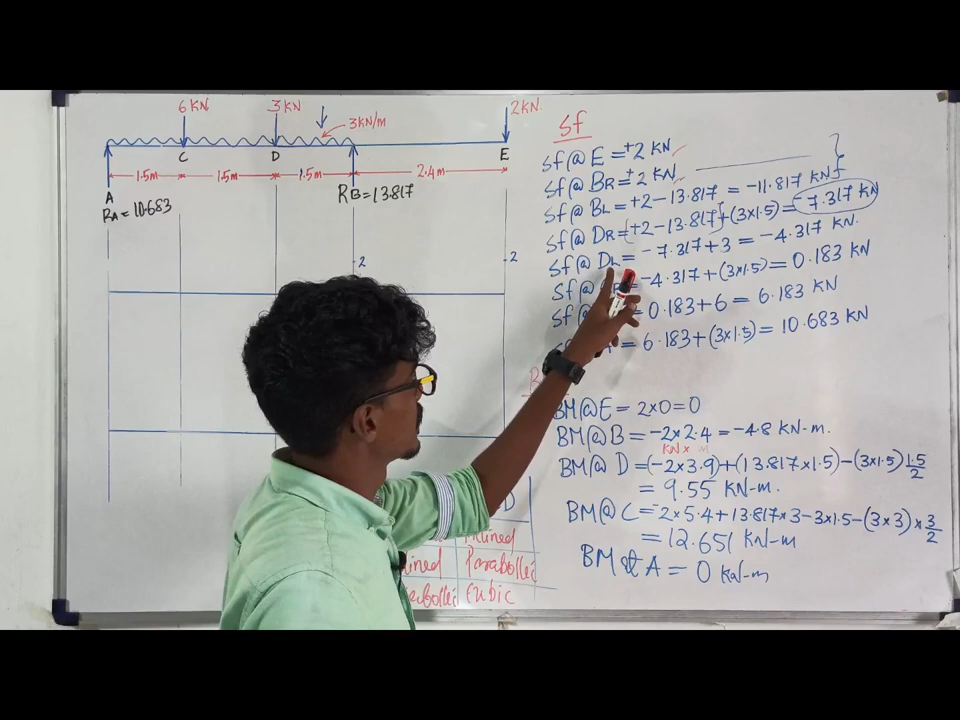 6KN 3KN 2KN.
3KN/m
C D E
1.5m 1.5m 1.5m 2.4m
A
RA=10.683
RB=13.817
2 2
Sf
Sf@ E = +2 KN
Sf@ BR = +2 KN
Sf@ BL = +2-13.817 = -11.817 KN
Sf@ DR = +2-13.817+(3×1.5) = -7.317 KN
Sf@ DL = -7.317+3 = -4.317 KN.
Sf@ = -4.317+(3×1.5) = 0.183 KN
Sf@ = 0.183+6 = 6.183 KN
= 6.183+(3×1.5) = 10.683 KN
BM@E = 2×0=0
BM@B = -2×2.4 = -4.8 KN-m.
KN × m
BM@ D = (-2×3.9)+(13.817×1.5)-(3×1.5)1.5/2
= 9.55 KN-m.
BM@C = -2×5.4+13.817×3-3×1.5-(3×3)×3/2
= 12.651 KN-m
BM at A = 0 KN-m
D
Inclined
Parabollic
Cubic